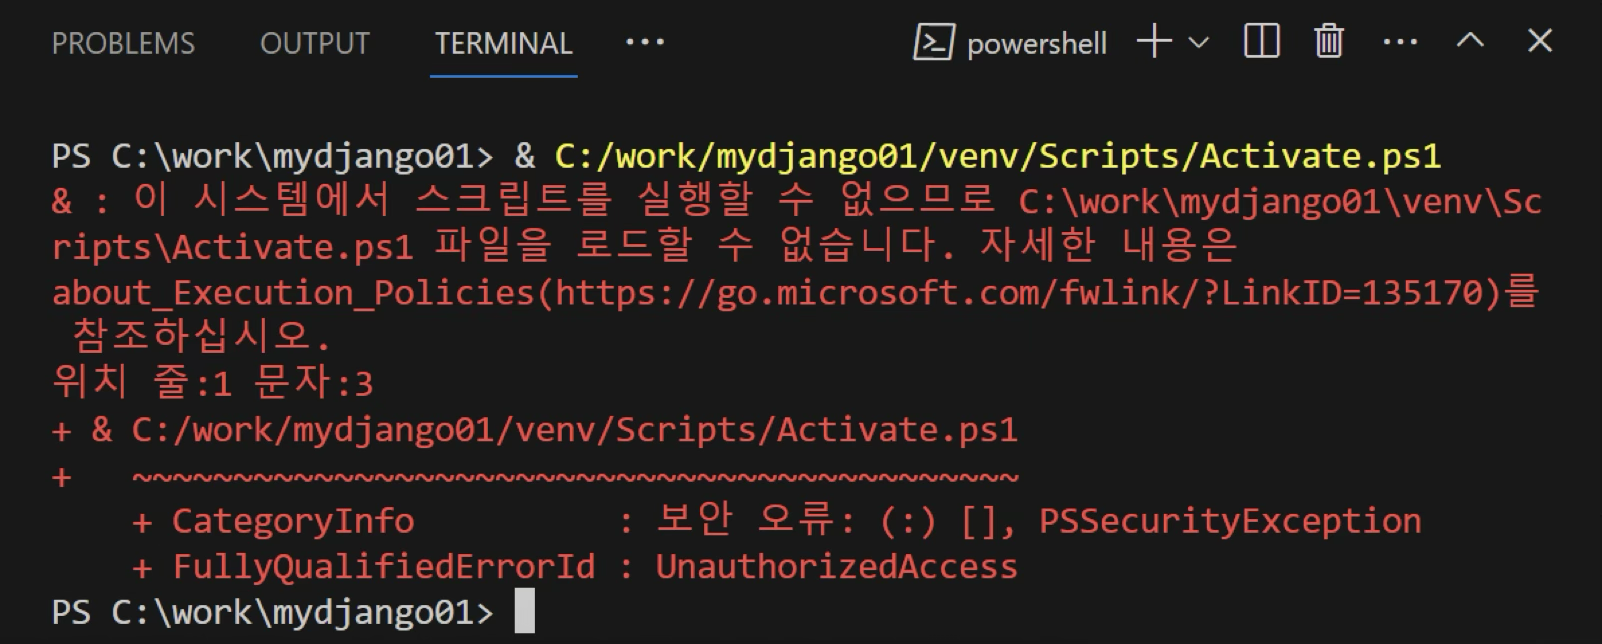 PROBLEMS OUTPUT TERMINAL ... powershell
PS C:\work\mydjango01> & C:/work/mydjango01/venv/Scripts/Activate.ps1
& : 이 시스템에서 스크립트를 실행할 수 없으므로 C:\work\mydjango01\venv\Sc
ripts\Activate.ps1 파일을 로드할 수 없습니다. 자세한 내용은
about_Execution_Policies(https://go.microsoft.com/fwlink/?LinkID=135170)를
 참조하십시오.
위치 줄:1 문자:3
+ & C:/work/mydjango01/venv/Scripts/Activate.ps1
+   ~~~~~~~~~~~~~~~~~~~~~~~~~~~~~~~~~~~~~~~~~~~~
    + CategoryInfo          : 보안 오류: (:) [], PSSecurityException
    + FullyQualifiedErrorId : UnauthorizedAccess
PS C:\work\mydjango01>